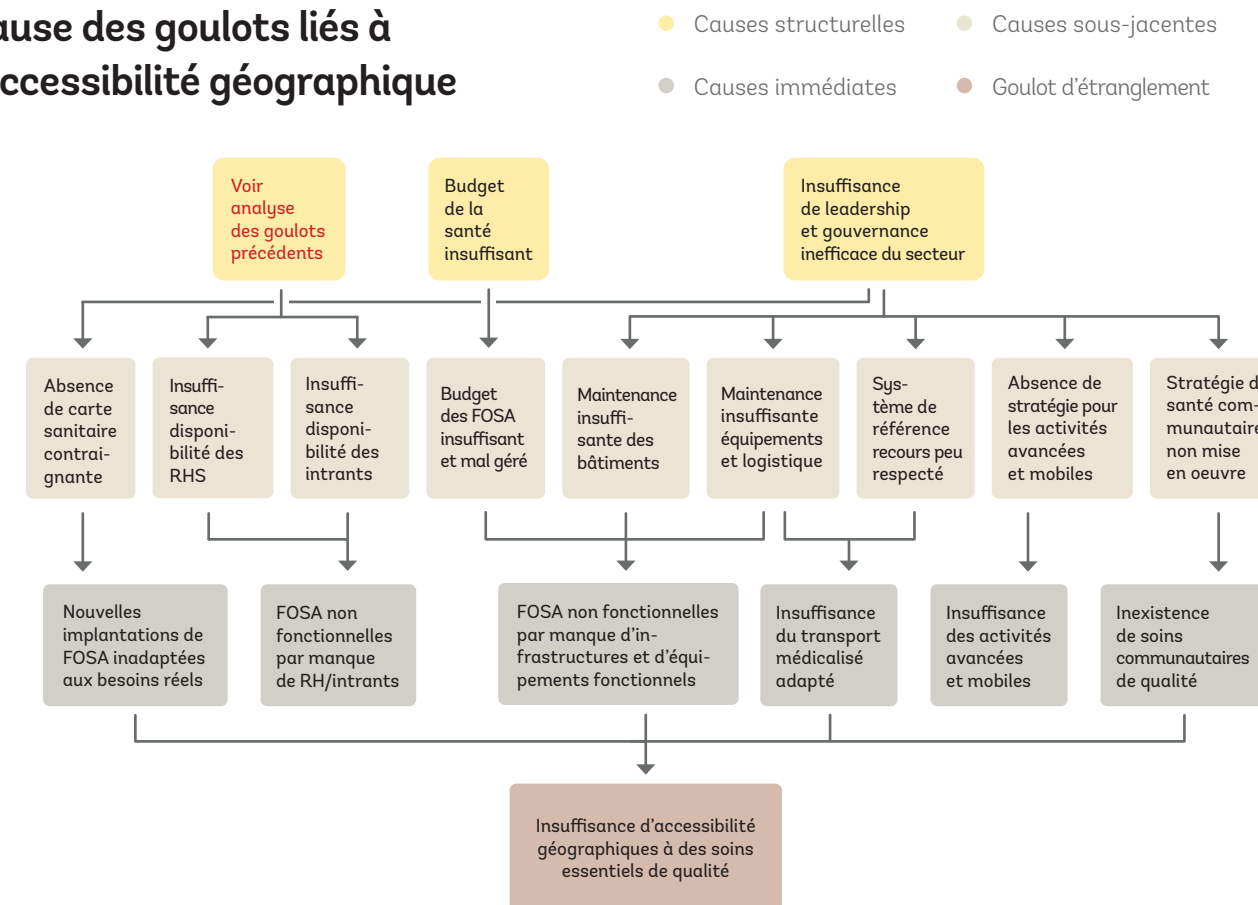 ause des goulots liés à
ccessibilité géographique
Causes structurelles
Causes sous-jacentes
Causes immédiates
Goulot d'étranglement
Voir
analyse
des goulots
précédents
Budget
de la
santé
insuffisant
Insuffisance
de leadership
et gouvernance
inefficace du secteur
Absence
de carte
sanitaire
contrai-
gnante
Insuffi-
sance
disponi-
bilité des
RHS
Insuffi-
sance
disponi-
bilité des
intrants
Budget
des FOSA
insuffisant
et mal géré
Maintenance
insuffi-
sante des
bâtiments
Maintenance
insuffisante
équipements
et logistique
Sys-
tème de
référence
recours peu
respecté
Absence de
stratégie pour
les activités
avancées
et mobiles
Stratégie d
santé com-
munautaire
non mise
en oeuvre
Nouvelles
implantations de
FOSA inadaptées
aux besoins réels
FOSA non
fonctionnelles
par manque
de RH/intrants
FOSA non fonctionnelles
par manque d'in-
frastructures et d'équi-
pements fonctionnels
Insuffisance
du transport
médicalisé
adapté
Insuffisance
des activités
avancées
et mobiles
Inexistence
de soins
communautaires
de qualité
Insuffisance d'accessibilité
géographiques à des soins
essentiels de qualité